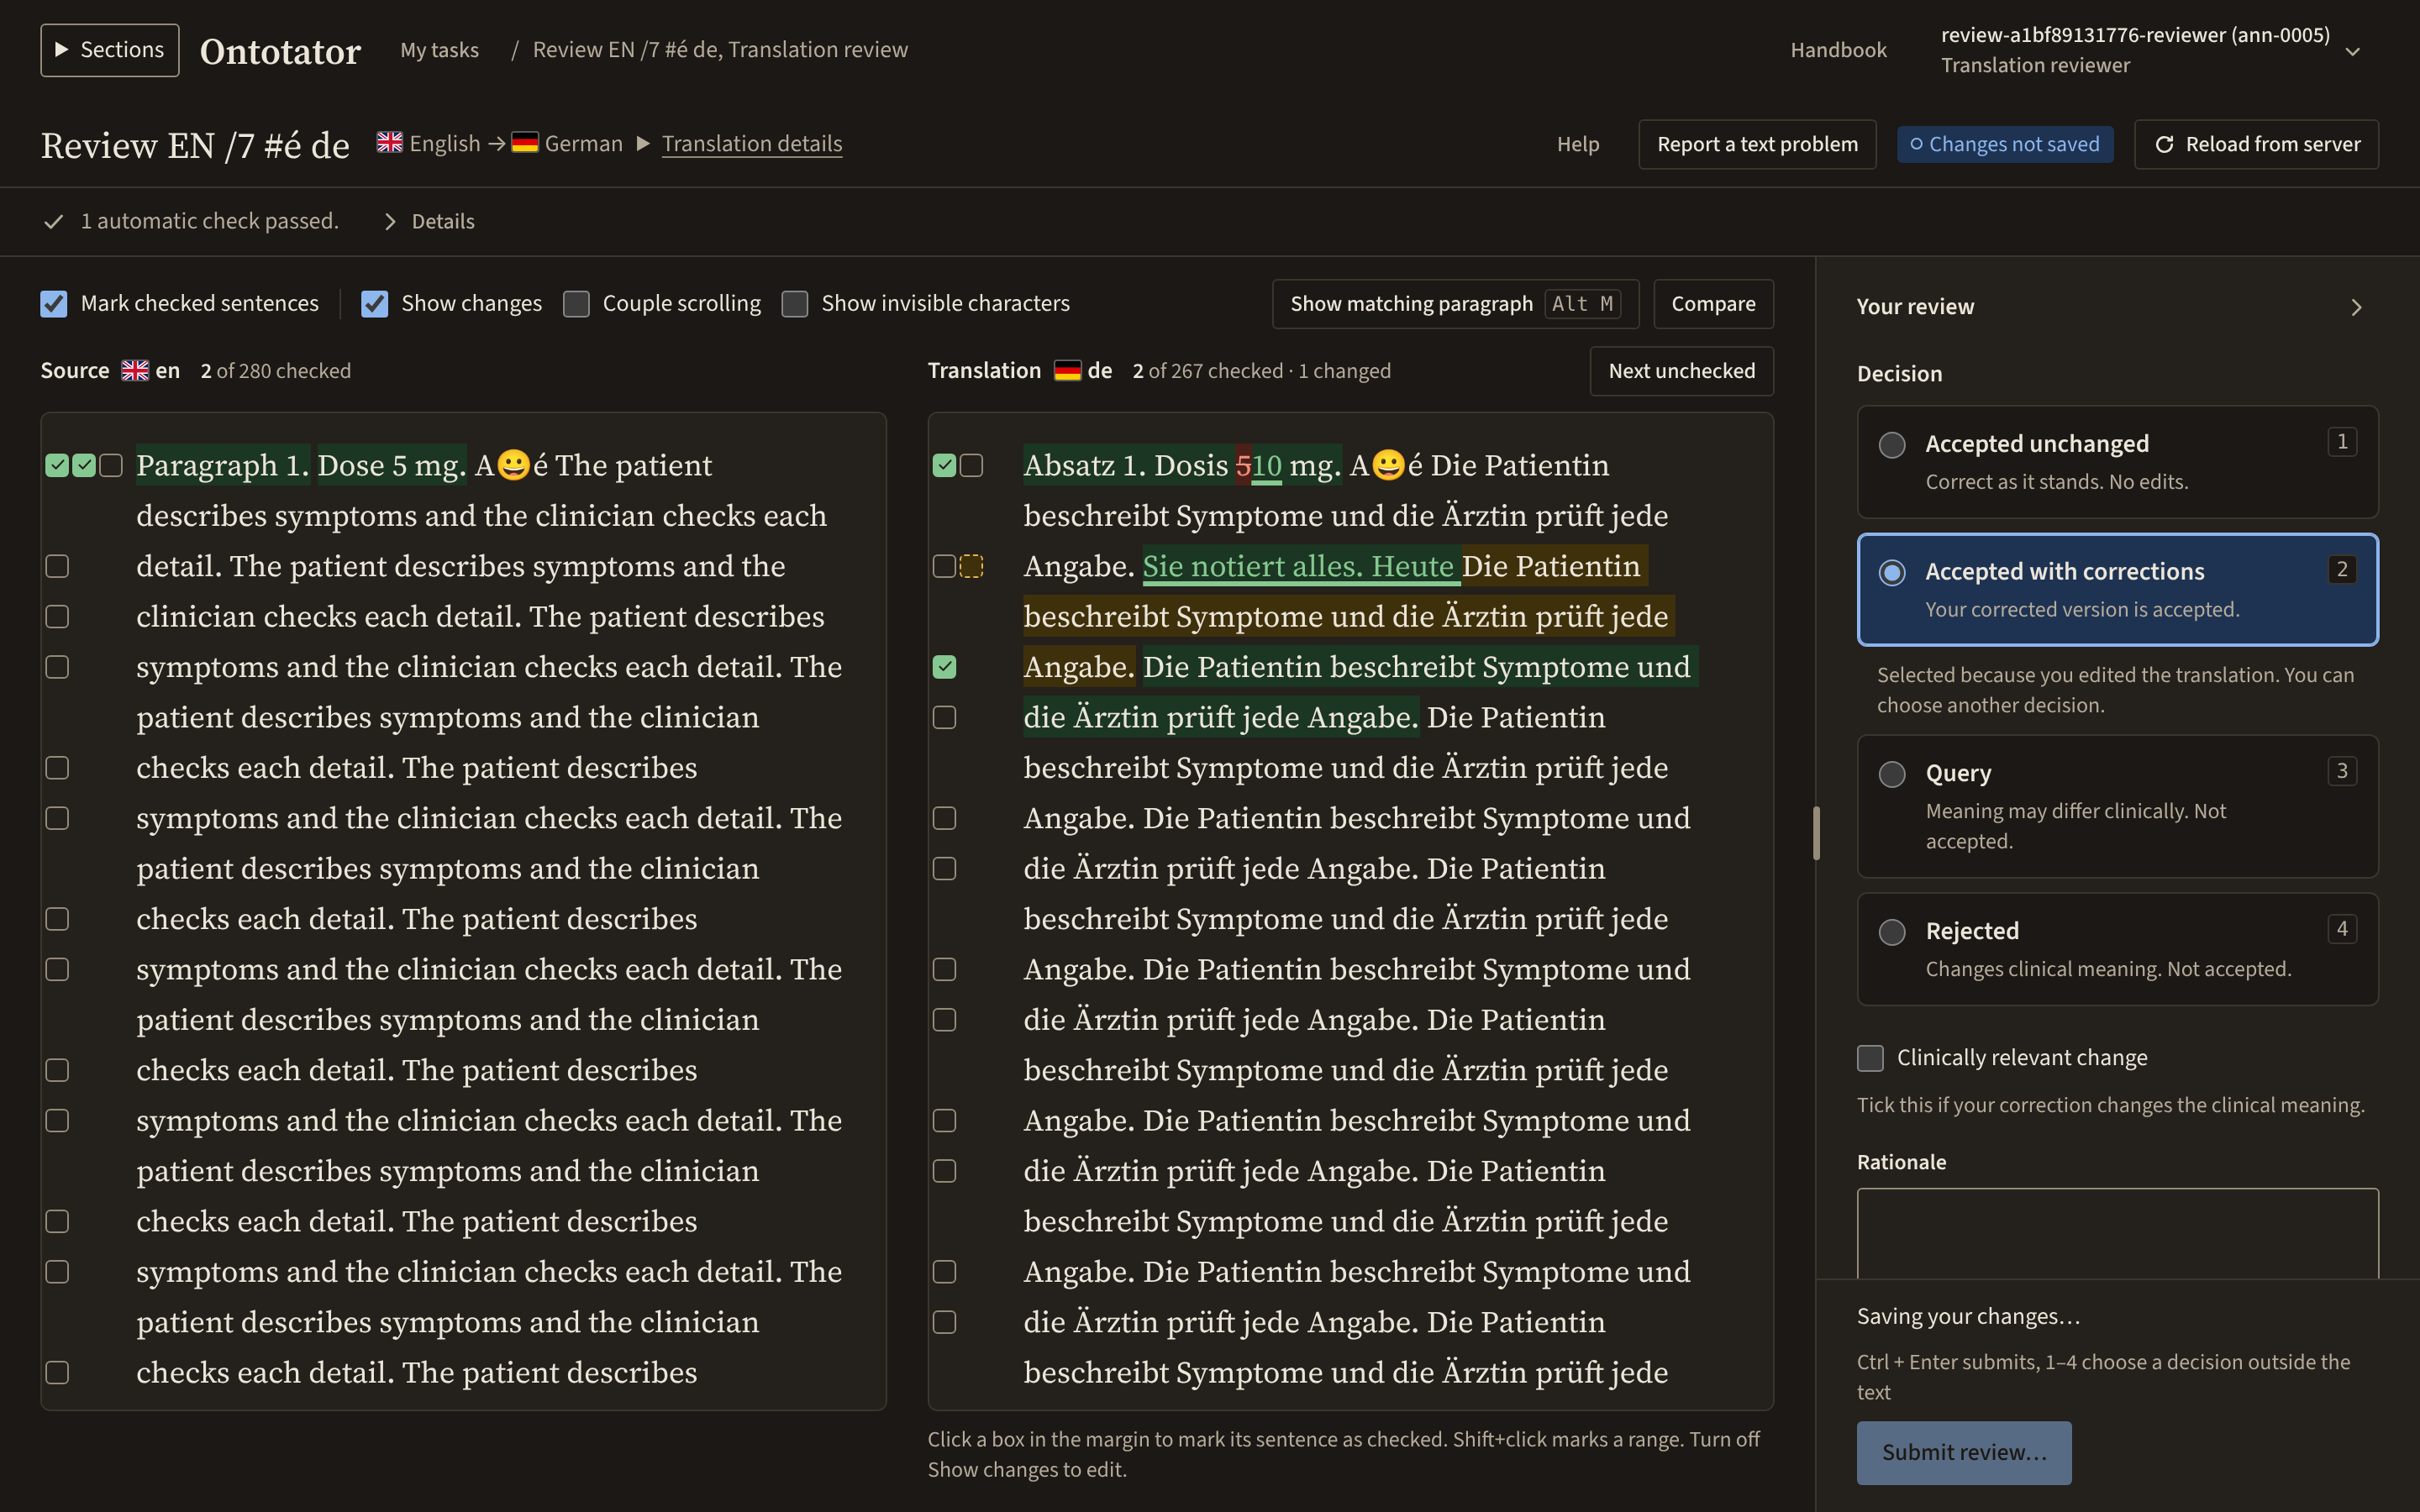 ▶ Sections
Ontotator
My tasks / Review EN /7 #é de, Translation review
Handbook
review-a1bf89131776-reviewer (ann-0005)
Translation reviewer
Review EN /7 #é de
English → German
▶ Translation details
Help
Report a text problem
Changes not saved
Reload from server
1 automatic check passed.
Details
Mark checked sentences
Show changes
Couple scrolling
Show invisible characters
Show matching paragraph Alt M
Compare
Source en 2 of 280 checked
Paragraph 1. Dose 5 mg. A😀é The patient
describes symptoms and the clinician checks each
detail. The patient describes symptoms and the
clinician checks each detail. The patient describes
symptoms and the clinician checks each detail. The
patient describes symptoms and the clinician
checks each detail. The patient describes
symptoms and the clinician checks each detail. The
patient describes symptoms and the clinician
checks each detail. The patient describes
symptoms and the clinician checks each detail. The
patient describes symptoms and the clinician
checks each detail. The patient describes
symptoms and the clinician checks each detail. The
patient describes symptoms and the clinician
checks each detail. The patient describes
symptoms and the clinician checks each detail. The
patient describes symptoms and the clinician
checks each detail. The patient describes
Translation de 2 of 267 checked · 1 changed
Next unchecked
Absatz 1. Dosis 510 mg. A😀é Die Patientin
beschreibt Symptome und die Ärztin prüft jede
Angabe. Sie notiert alles. Heute Die Patientin
beschreibt Symptome und die Ärztin prüft jede
Angabe. Die Patientin beschreibt Symptome und
die Ärztin prüft jede Angabe. Die Patientin
beschreibt Symptome und die Ärztin prüft jede
Angabe. Die Patientin beschreibt Symptome und
die Ärztin prüft jede Angabe. Die Patientin
beschreibt Symptome und die Ärztin prüft jede
Angabe. Die Patientin beschreibt Symptome und
die Ärztin prüft jede Angabe. Die Patientin
beschreibt Symptome und die Ärztin prüft jede
Angabe. Die Patientin beschreibt Symptome und
die Ärztin prüft jede Angabe. Die Patientin
beschreibt Symptome und die Ärztin prüft jede
Angabe. Die Patientin beschreibt Symptome und
die Ärztin prüft jede Angabe. Die Patientin
beschreibt Symptome und die Ärztin prüft jede
Click a box in the margin to mark its sentence as checked. Shift+click marks a range. Turn off
Show changes to edit.
Your review
Decision
Accepted unchanged 1
Correct as it stands. No edits.
Accepted with corrections 2
Your corrected version is accepted.
Selected because you edited the translation. You can
choose another decision.
Query 3
Meaning may differ clinically. Not
accepted.
Rejected 4
Changes clinical meaning. Not accepted.
Clinically relevant change
Tick this if your correction changes the clinical meaning.
Rationale
Saving your changes…
Ctrl + Enter submits, 1–4 choose a decision outside the
text
Submit review…